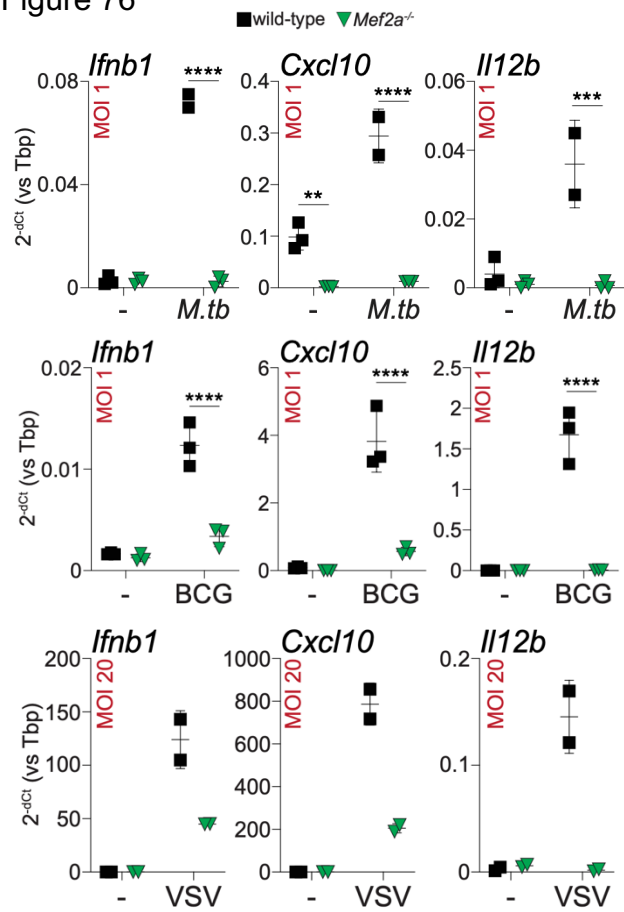 Figure 76
wild-type Mef2a-/-
Ifnb1 Cxcl10 Il12b
2-dCt (vs Tbp)
MOI 1 MOI 1 MOI 1
0.08 0.4 0.06
**** **** ***
0.3
0.04 0.2 0.04
**
0.1 0.02
0 0 0
- M.tb - M.tb - M.tb
Ifnb1 Cxcl10 Il12b
2-dCt (vs Tbp)
MOI 1 MOI 1 MOI 1
0.02 6 2.5
**** **** ****
2
4 1.5
0.01
1
2
0.5
0 0 0
- BCG - BCG - BCG
Ifnb1 Cxcl10 Il12b
2-dCt (vs Tbp)
MOI 20 MOI 20 MOI 20
200 1000 0.2
800
150
600
100 0.1
400
50
200
0 0 0
- VSV - VSV - VSV